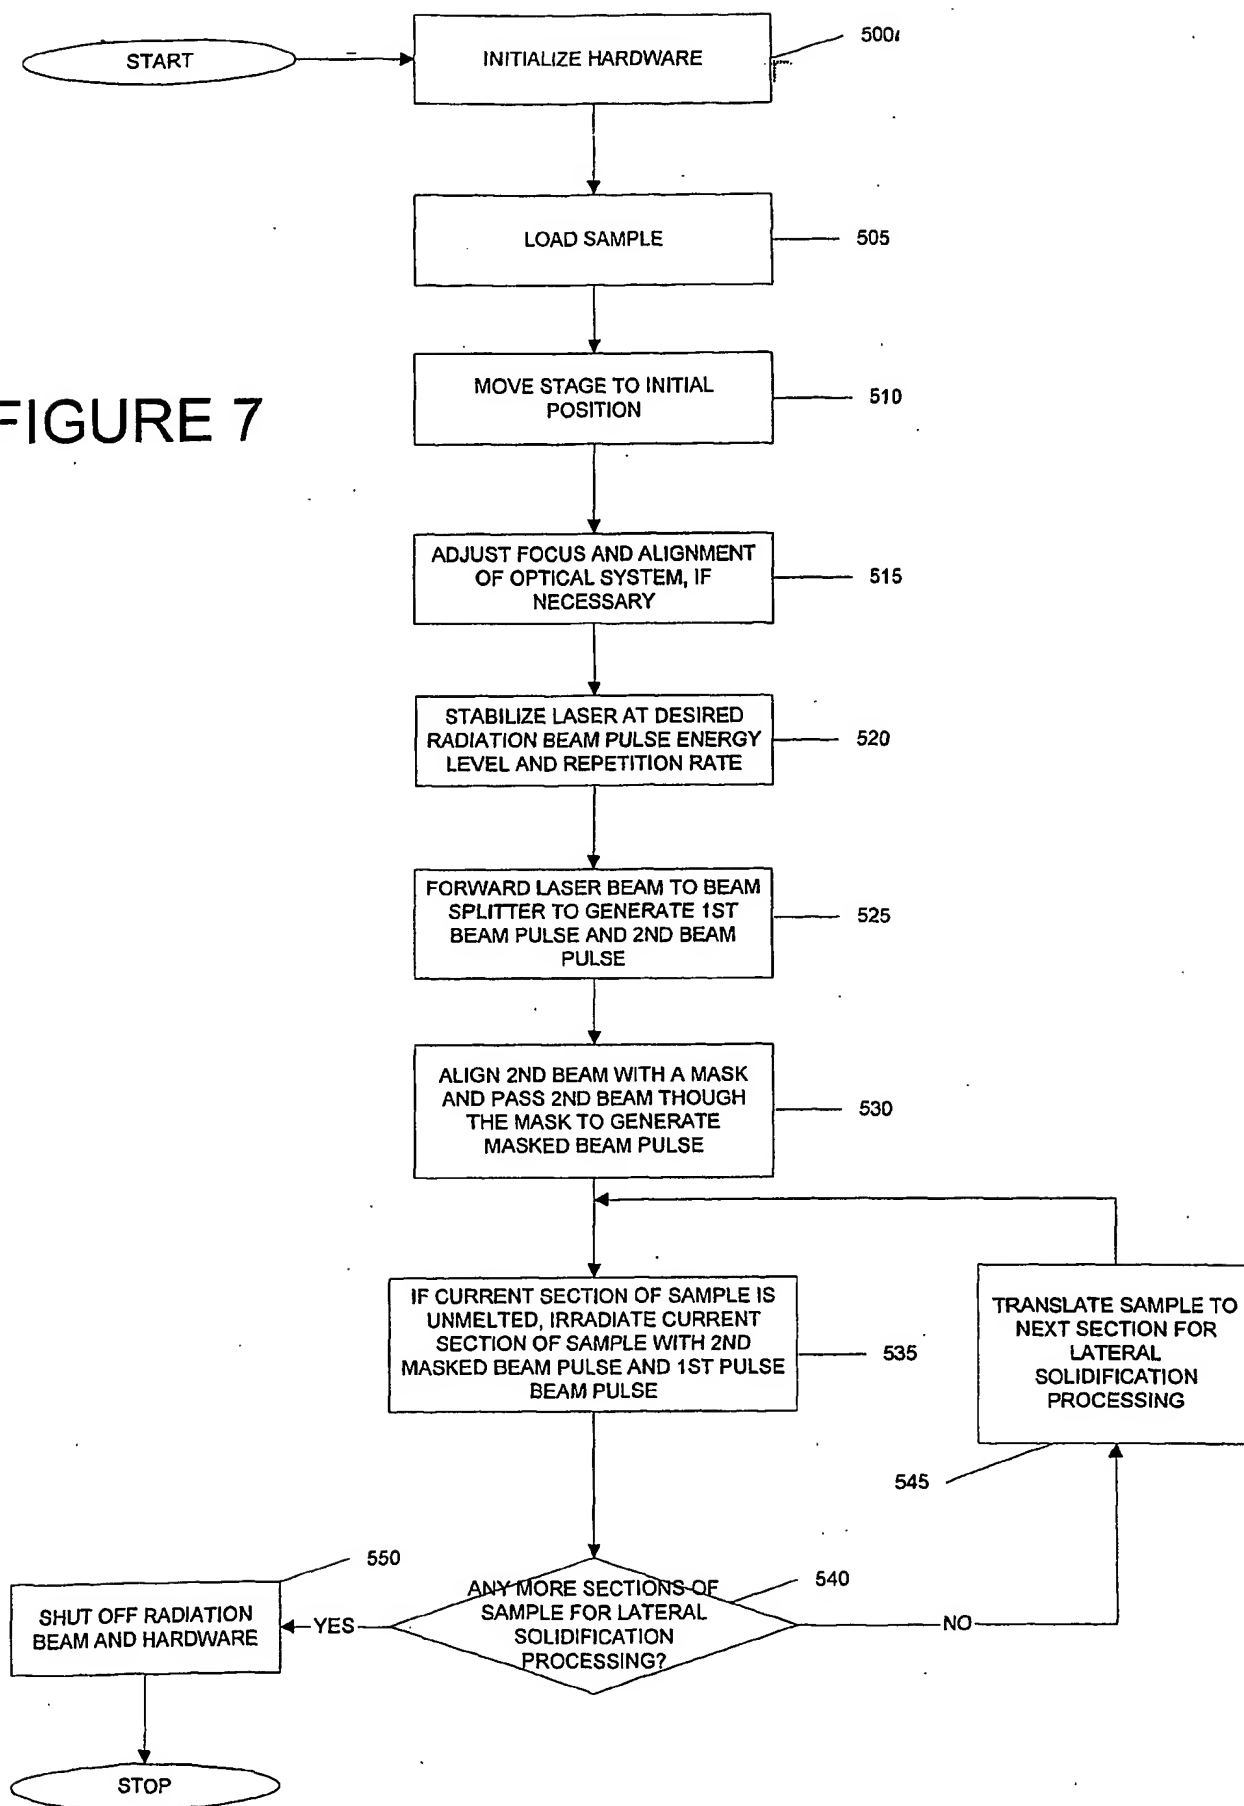 START
INITIALIZE HARDWARE
500
LOAD SAMPLE
505
MOVE STAGE TO INITIAL
POSITION
510
FIGURE 7
ADJUST FOCUS AND ALIGNMENT
OF OPTICAL SYSTEM, IF
NECESSARY
515
STABILIZE LASER AT DESIRED
RADIATION BEAM PULSE ENERGY
LEVEL AND REPETITION RATE
520
FORWARD LASER BEAM TO BEAM
SPLITTER TO GENERATE 1ST
BEAM PULSE AND 2ND BEAM
PULSE
525
ALIGN 2ND BEAM WITH A MASK
AND PASS 2ND BEAM THOUGH
THE MASK TO GENERATE
MASKED BEAM PULSE
530
IF CURRENT SECTION OF SAMPLE IS
UNMELTED, IRRADIATE CURRENT
SECTION OF SAMPLE WITH 2ND
MASKED BEAM PULSE AND 1ST PULSE
BEAM PULSE
535
TRANSLATE SAMPLE TO
NEXT SECTION FOR
LATERAL
SOLIDIFICATION
PROCESSING
545
ANY MORE SECTIONS OF
SAMPLE FOR LATERAL
SOLIDIFICATION
PROCESSING?
540
YES
NO
550
SHUT OFF RADIATION
BEAM AND HARDWARE
STOP